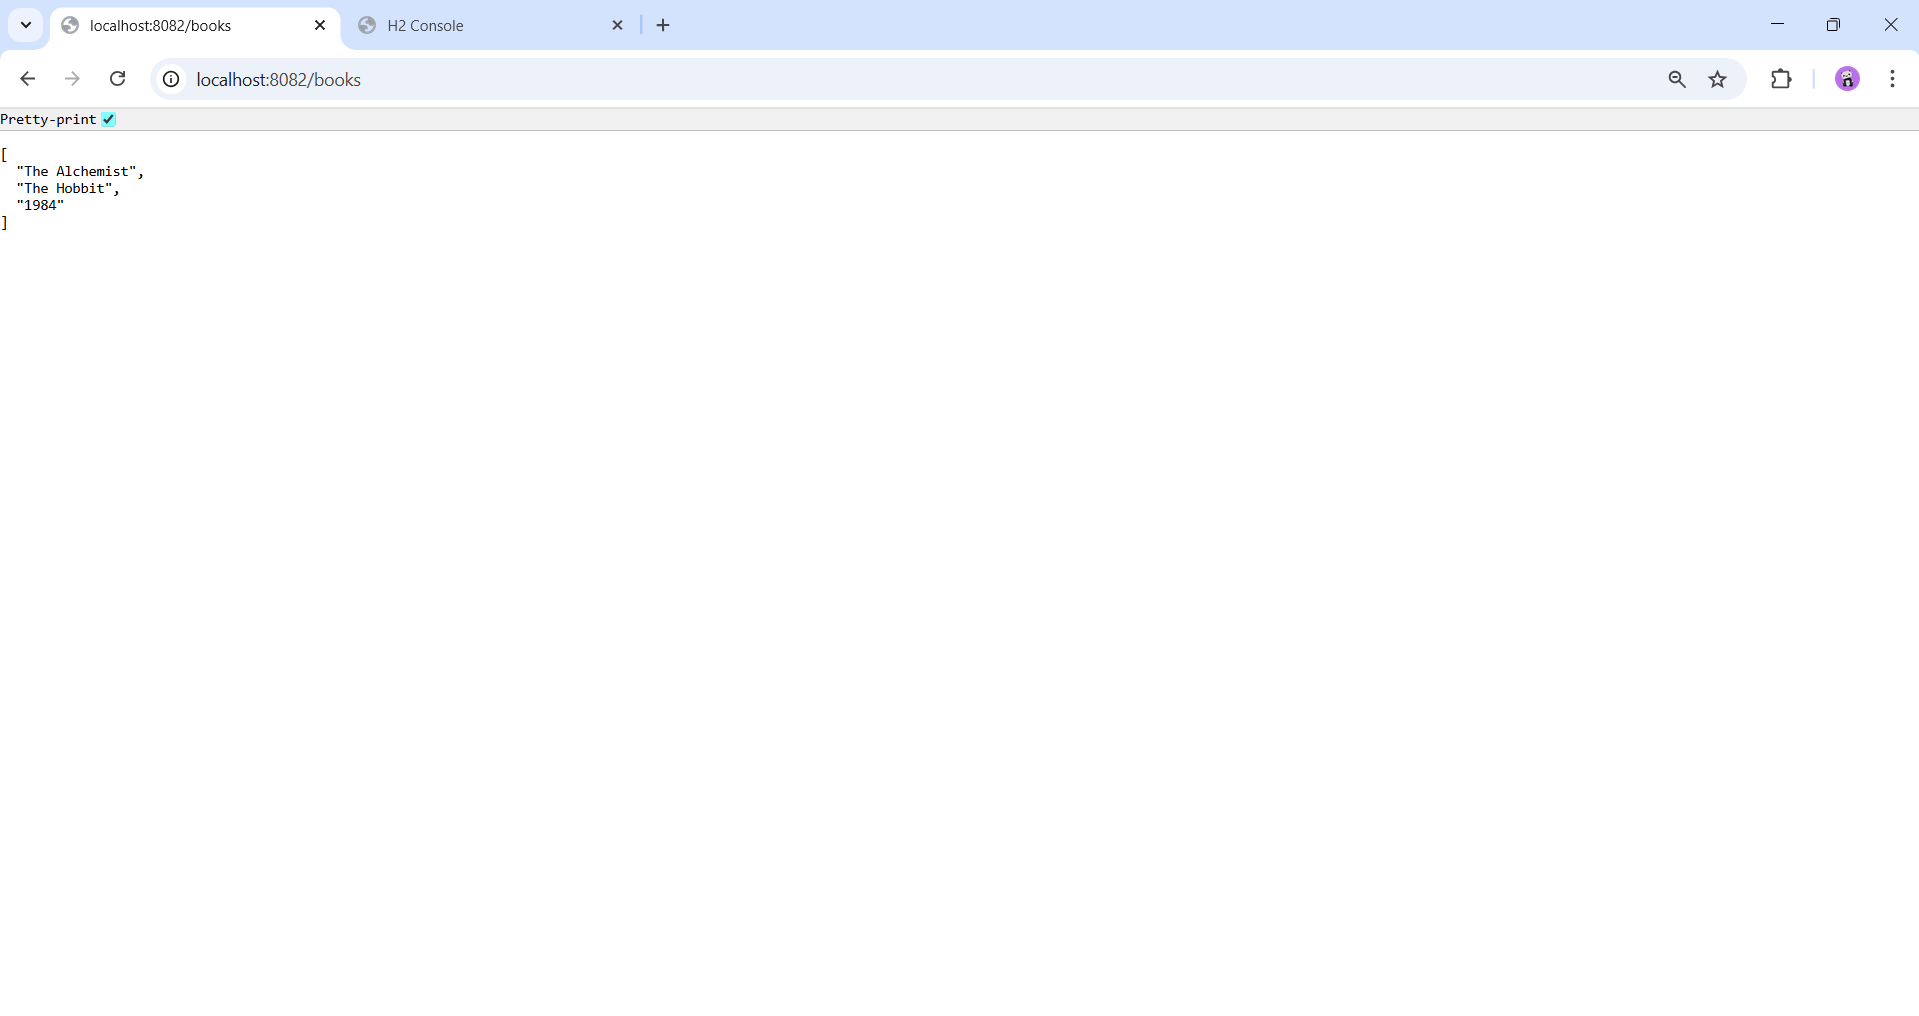 localhost:8082/books
H2 Console
localhost:8082/books
Pretty-print
[
"The Alchemist",
"The Hobbit",
"1984"
]